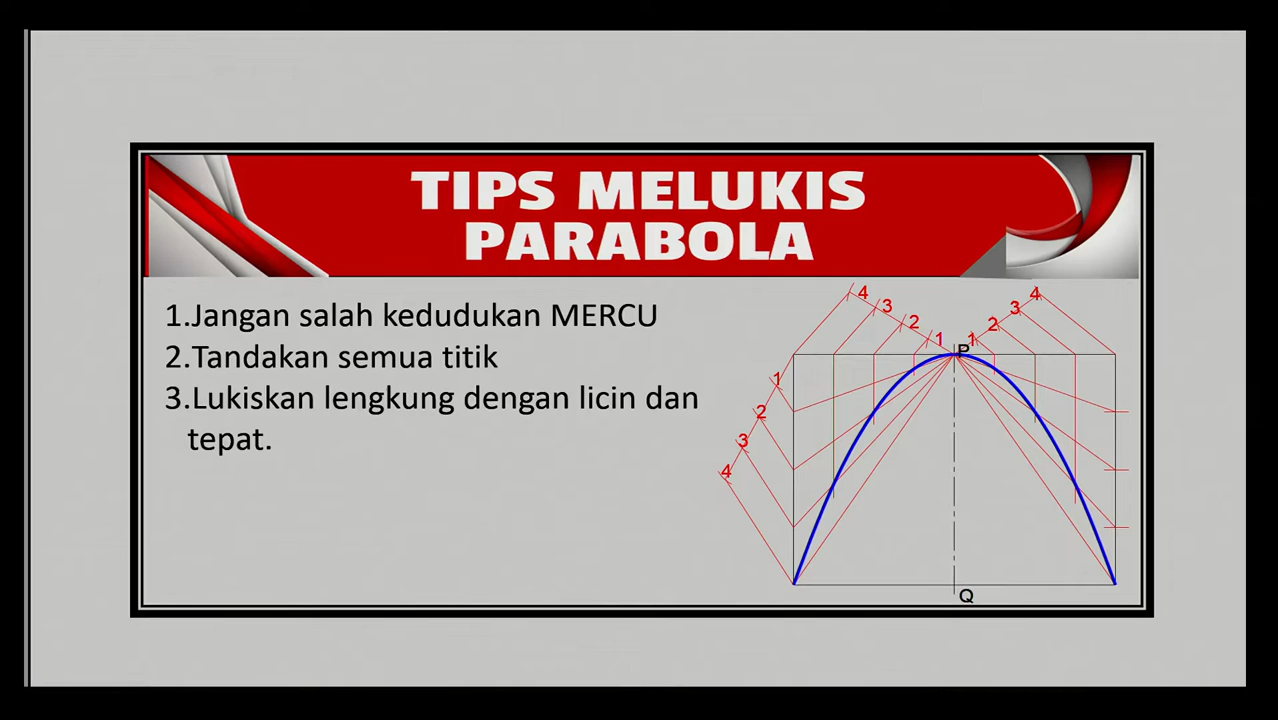 TIPS MELUKIS
PARABOLA
1.Jangan salah kedudukan MERCU
2.Tandakan semua titik
3.Lukiskan lengkung dengan licin dan
tepat.
4
3
2
1
1
2
3
4
P
1
2
3
4
Q